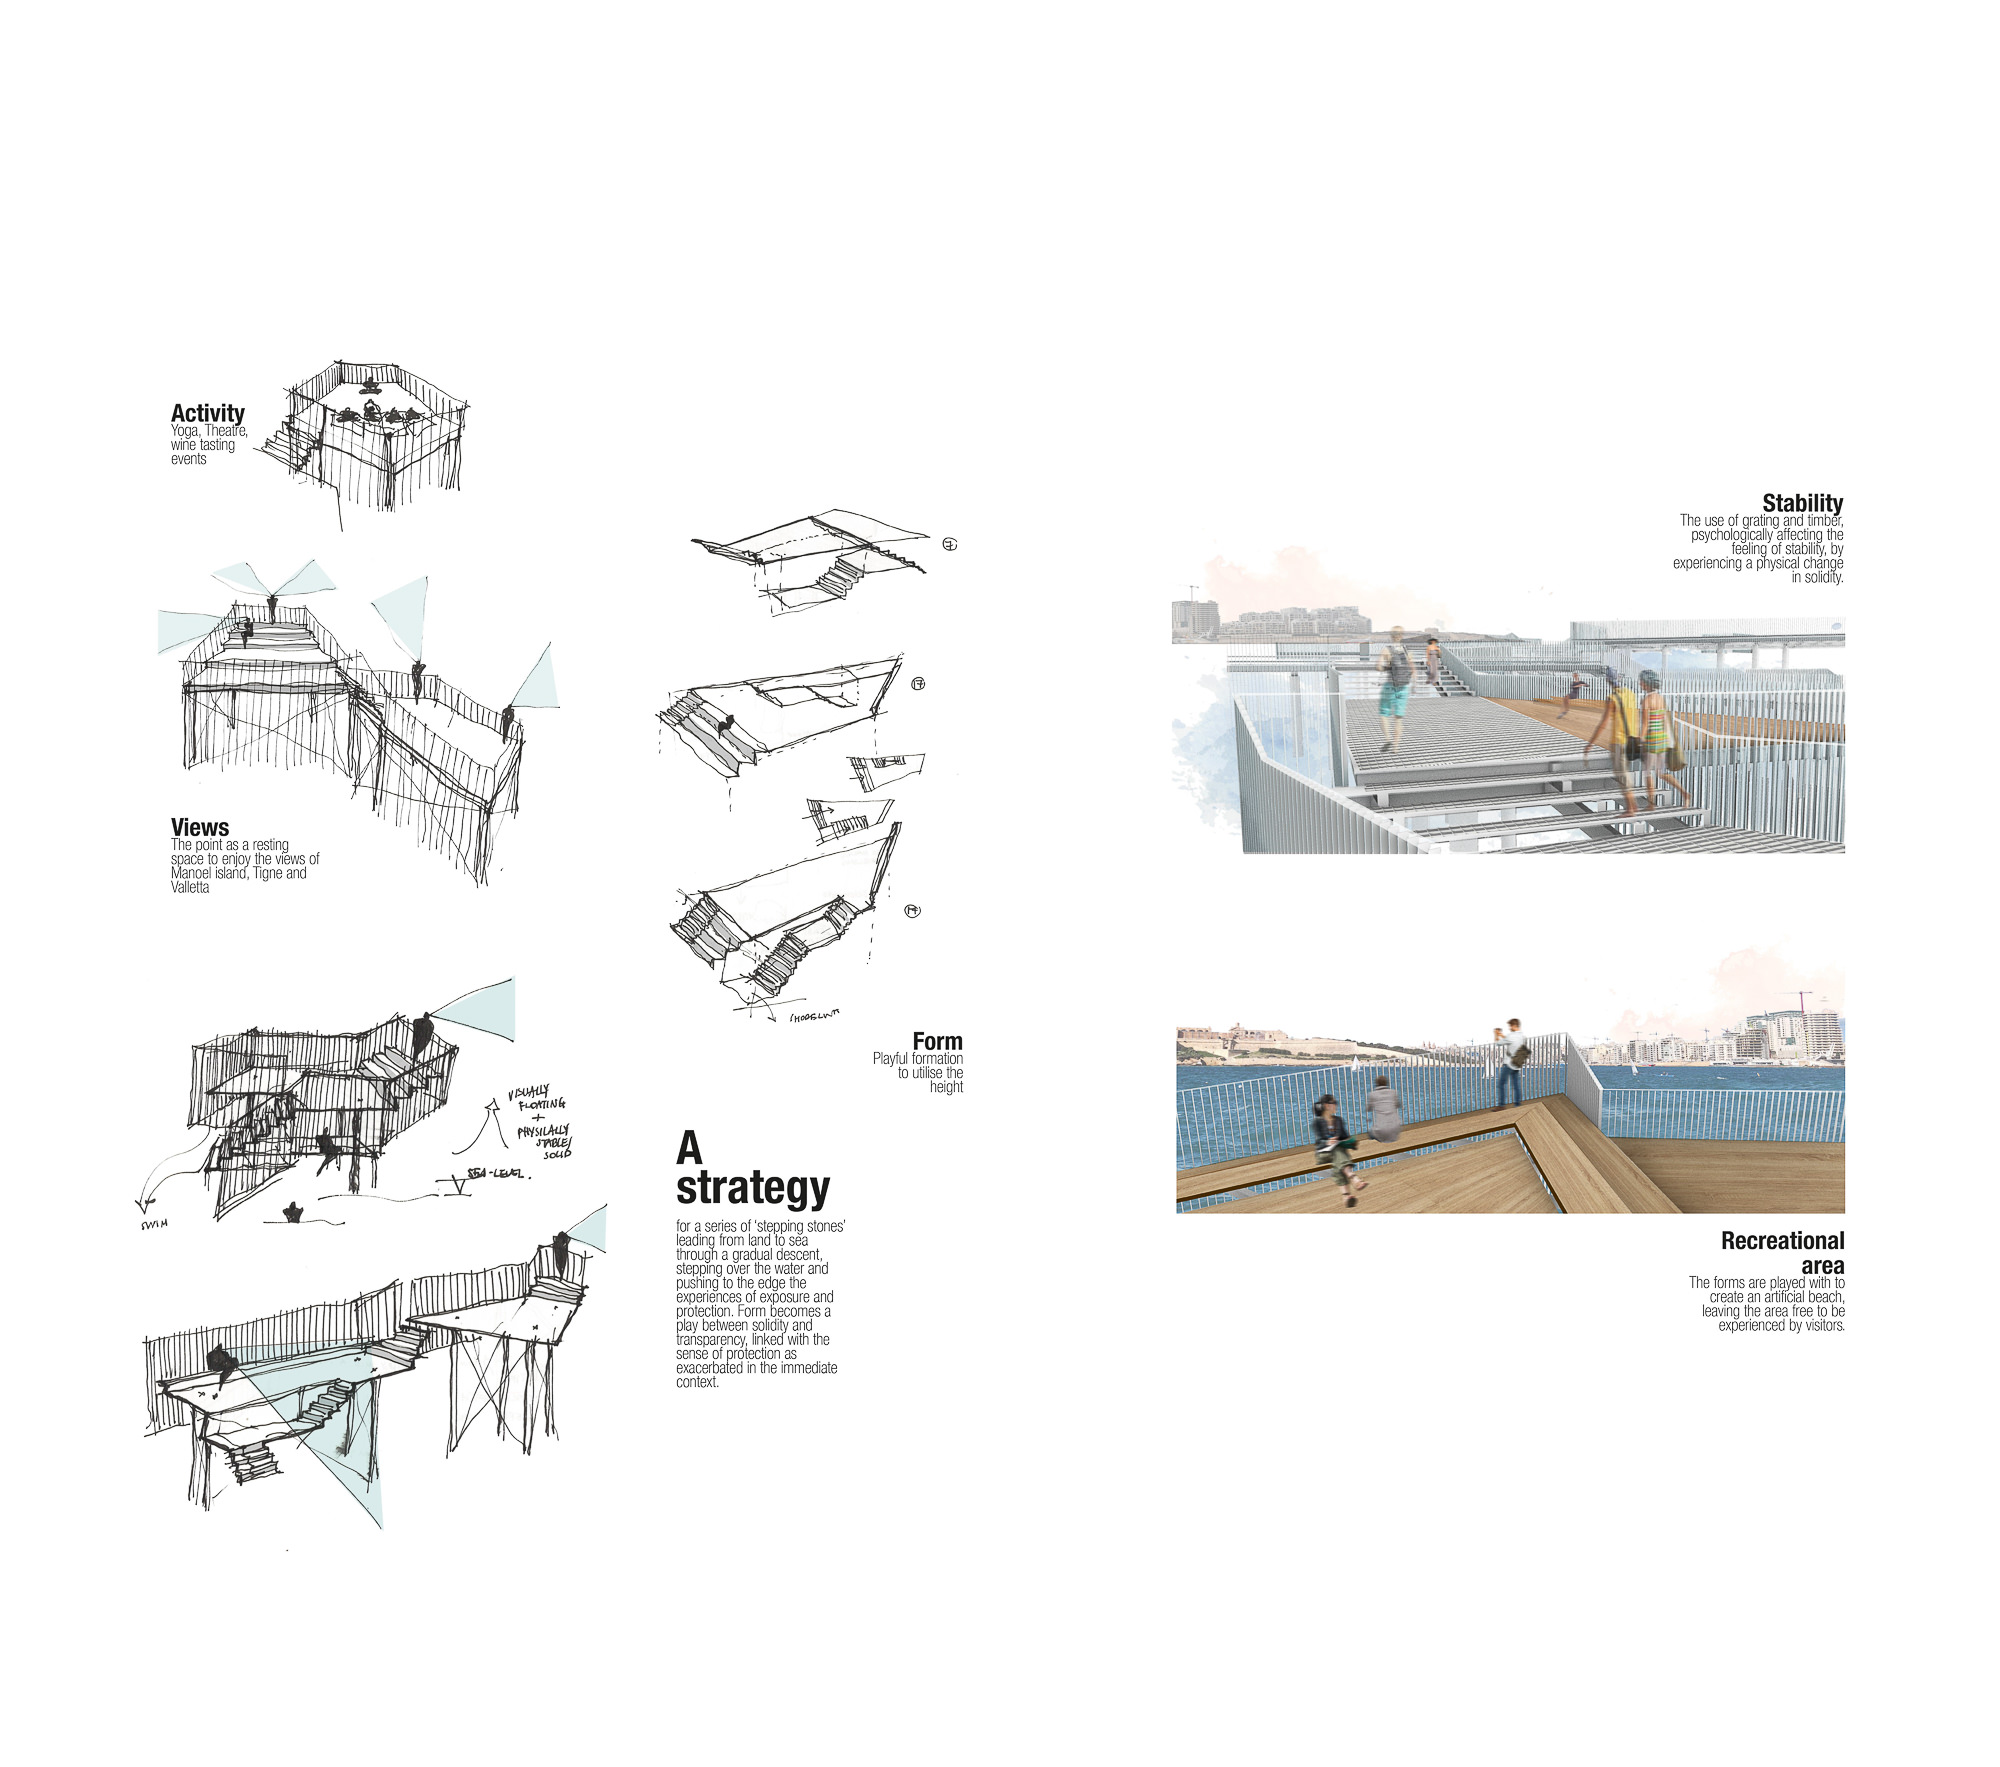 Activity
Yoga, Theatre,
wine tasting
events
Views
The point as a resting
space to enjoy the views of
Manoel island, Tigne and
Valletta
VISUALLY
FLOATING
+
PHYSICALLY
STABLE/
SOLID
SEA-LEVEL.
SWIM
17
17
Form
Playful formation
to utilise the
height
A
strategy
for a series of 'stepping stones'
leading from land to sea
through a gradual descent,
stepping over the water and
pushing to the edge the
experiences of exposure and
protection. Form becomes a
play between solidity and
transparency, linked with the
sense of protection as
exacerbated in the immediate
context.
Stability
The use of grating and timber,
psychologically affecting the
feeling of stability, by
experiencing a physical change
in solidity.
Recreational
area
The forms are played with to
create an artificial beach,
leaving the area free to be
experienced by visitors.